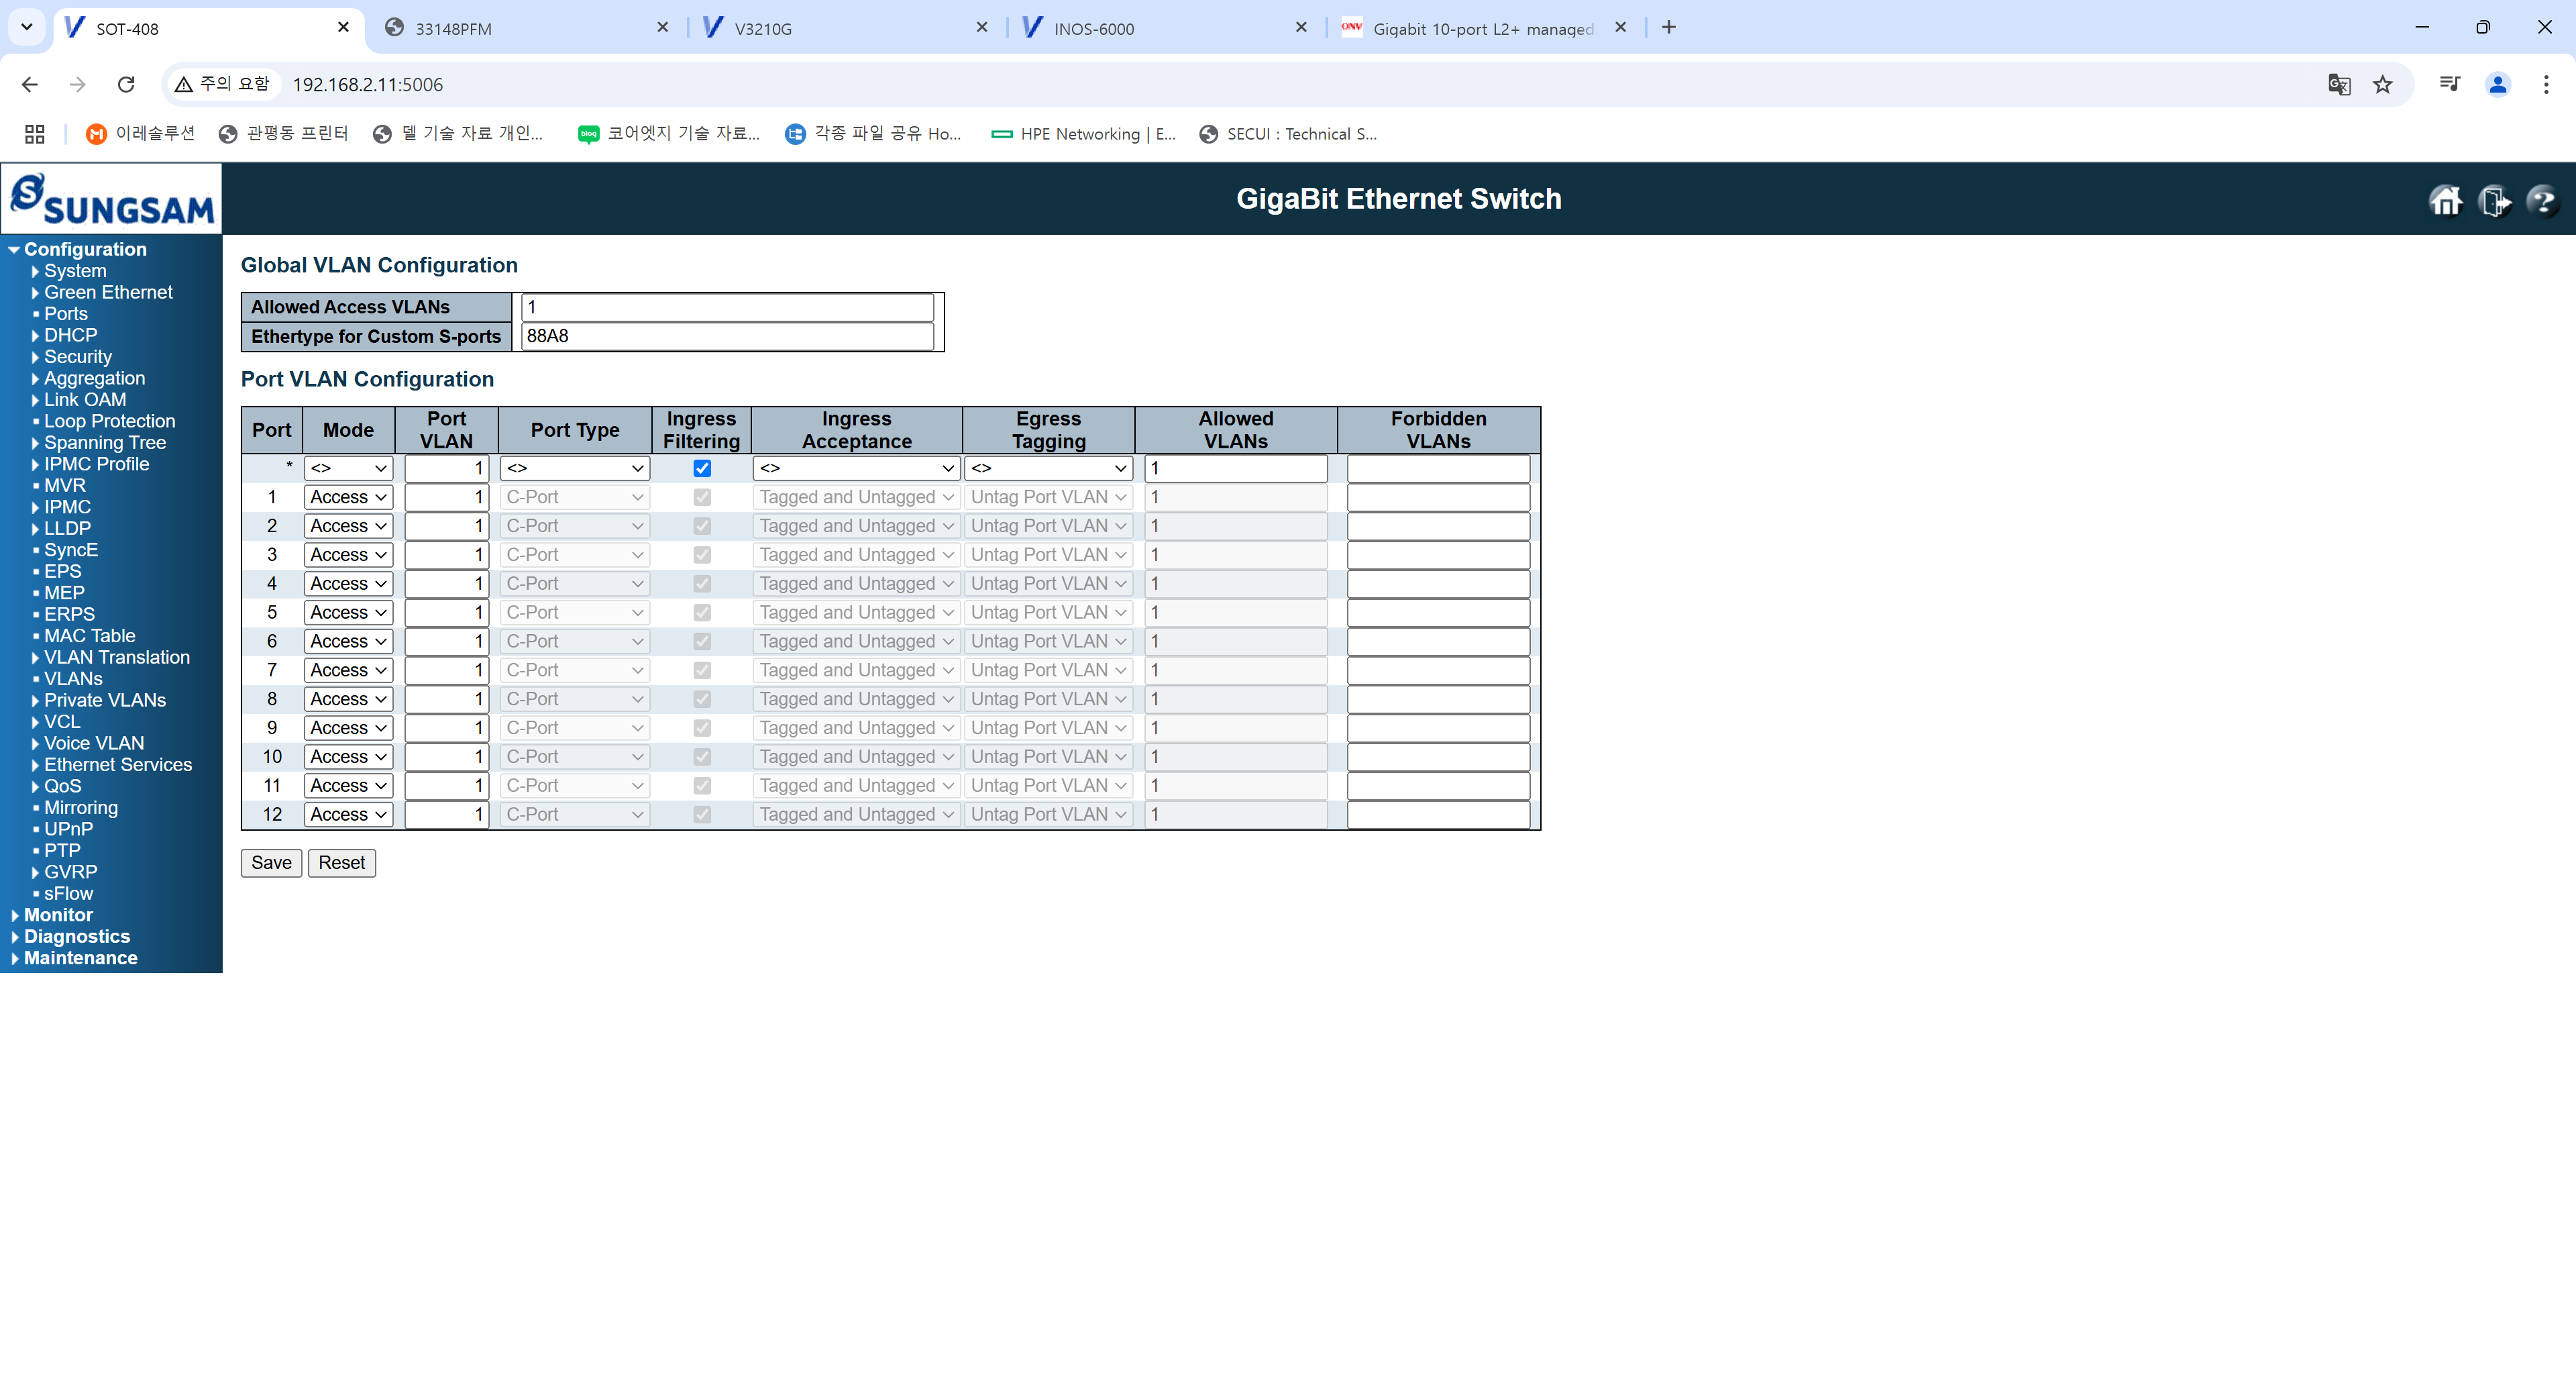 SOT-408
33148PFM
V3210G
INOS-6000
ONV Gigabit 10-port L2+ managed
주의 요함 192.168.2.11:5006
이레솔루션 관평동 프린터 델 기술 자료 개인... blog 코어엣지 기술 자료... 각종 파일 공유 Ho... HPE Networking | E... SECUI : Technical S...
SUNGSAM
GigaBit Ethernet Switch
Configuration
System
Green Ethernet
Ports
DHCP
Security
Aggregation
Link OAM
Loop Protection
Spanning Tree
IPMC Profile
MVR
IPMC
LLDP
SyncE
EPS
MEP
ERPS
MAC Table
VLAN Translation
VLANs
Private VLANs
VCL
Voice VLAN
Ethernet Services
QoS
Mirroring
UPnP
PTP
GVRP
sFlow
Monitor
Diagnostics
Maintenance
Global VLAN Configuration
Allowed Access VLANs 1
Ethertype for Custom S-ports 88A8
Port VLAN Configuration
Port Mode Port VLAN Port Type Ingress Filtering Ingress Acceptance Egress Tagging Allowed VLANs Forbidden VLANs
* <> 1 <> <> <> 1
1 Access 1 C-Port Tagged and Untagged Untag Port VLAN 1
2 Access 1 C-Port Tagged and Untagged Untag Port VLAN 1
3 Access 1 C-Port Tagged and Untagged Untag Port VLAN 1
4 Access 1 C-Port Tagged and Untagged Untag Port VLAN 1
5 Access 1 C-Port Tagged and Untagged Untag Port VLAN 1
6 Access 1 C-Port Tagged and Untagged Untag Port VLAN 1
7 Access 1 C-Port Tagged and Untagged Untag Port VLAN 1
8 Access 1 C-Port Tagged and Untagged Untag Port VLAN 1
9 Access 1 C-Port Tagged and Untagged Untag Port VLAN 1
10 Access 1 C-Port Tagged and Untagged Untag Port VLAN 1
11 Access 1 C-Port Tagged and Untagged Untag Port VLAN 1
12 Access 1 C-Port Tagged and Untagged Untag Port VLAN 1
Save Reset